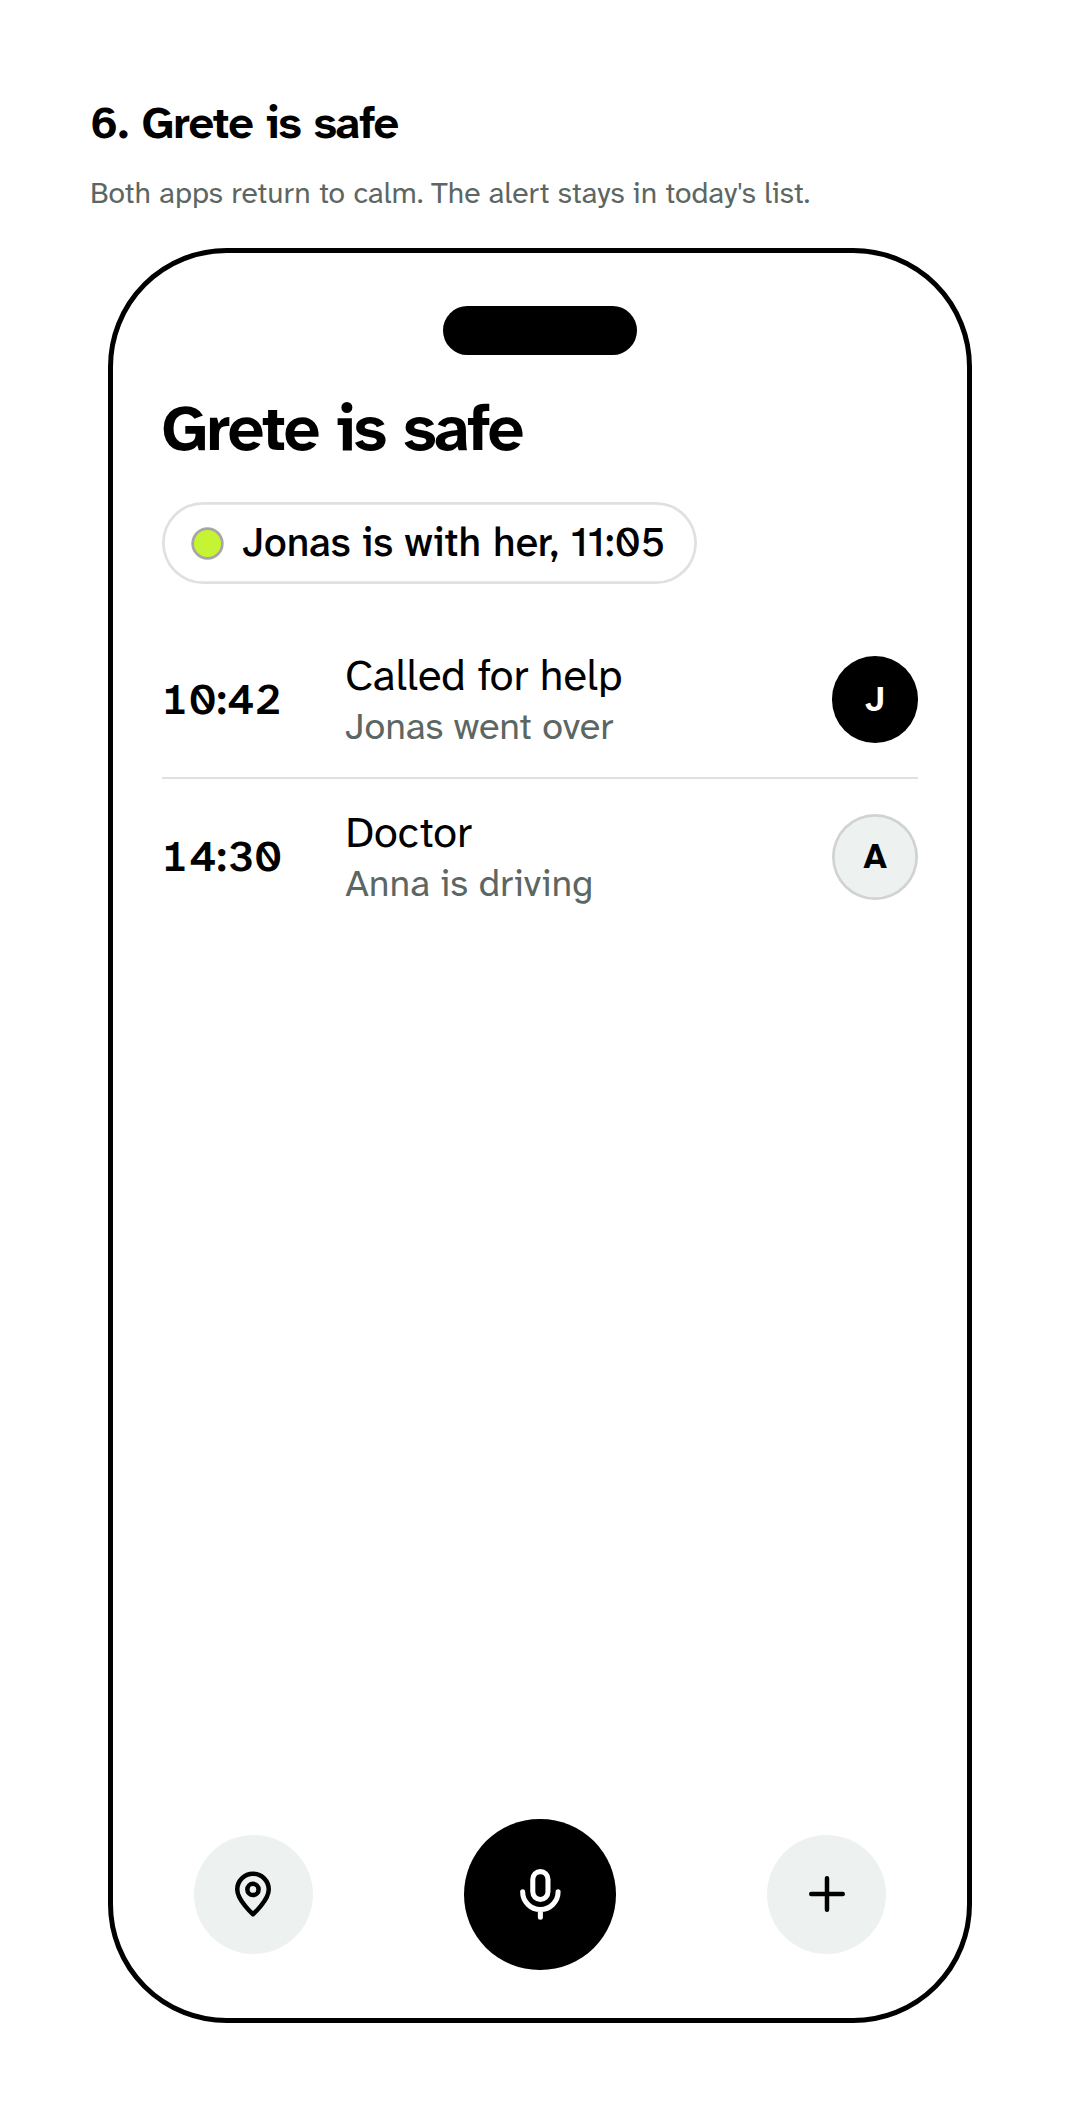 6. Grete is safe
Both apps return to calm. The alert stays in today's list.
Grete is safe
Jonas is with her, 11:05
10:42
Called for help
Jonas went over
J
14:30
Doctor
Anna is driving
A